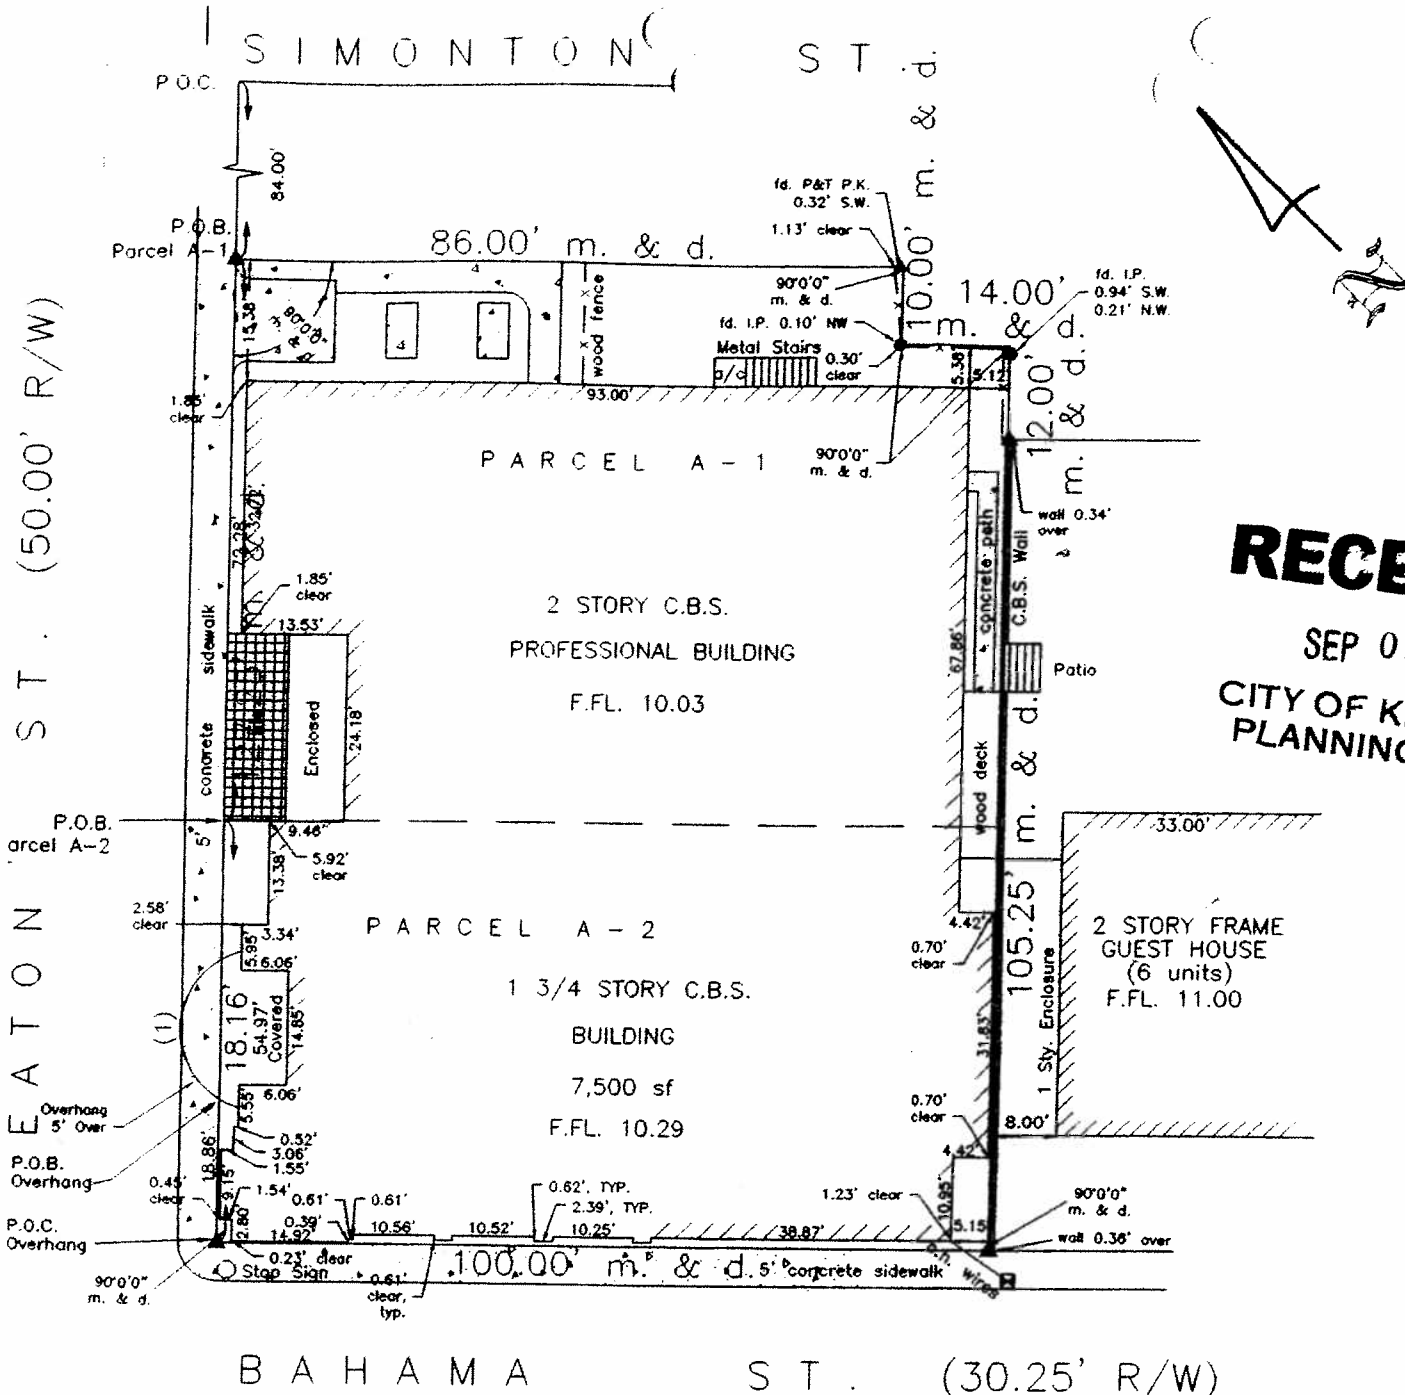 SIMONTON ST.
P.O.C.
84.00'
10.00' m. & d.
fd. P&T P.K.
0.32' S.W.
1.13' clear
P.O.B.
Parcel A-1
86.00' m. & d.
90°0'0"
m. & d.
14.00'
m. & d.
fd. I.P.
0.94' S.W.
0.21' N.W.
fd. I.P. 0.10' NW
15.38'
90°0'0"
m. & d.
wood fence
Metal Stairs
a/c
0.30'
clear
5.38'
5.12'
12.00'
m. & d.
1.85'
clear
93.00'
PARCEL A-1
90°0'0"
m. & d.
wall 0.34'
over
EATON ST. (50.00' R/W)
72.28'
1.85'
clear
13.53'
2 STORY C.B.S.
PROFESSIONAL BUILDING
F.FL. 10.03
concrete path
C.B.S. Wall
67.86'
Patio
RECE
SEP 0
CITY OF K
PLANNING
concrete sidewalk
5'
Enclosed
24.18'
wood deck
P.O.B.
arcel A-2
9.46'
5.92'
clear
13.38'
33.00'
2.58'
clear
3.34'
5.95'
6.06'
PARCEL A-2
4.42'
0.70'
clear
105.25' m. & d.
2 STORY FRAME
GUEST HOUSE
(6 units)
F.FL. 11.00
(1)
18.16'
54.97'
Covered
14.85'
1 3/4 STORY C.B.S.
BUILDING
7,500 sf
F.FL. 10.29
31.83'
1 Sty. Enclosure
Overhang
5' Over
6.06'
5.55'
0.52'
3.06'
1.55'
0.70'
clear
8.00'
P.O.B.
Overhang
18.86'
4.42'
0.45'
clear
9.15'
1.54'
0.61'
0.61'
0.62', TYP.
2.39', TYP.
1.23' clear
10.95'
90°0'0"
m. & d.
P.O.C.
Overhang
2.80'
0.39'
14.92'
10.56'
10.52'
10.25'
38.87'
5.15'
wall 0.36' over
0.23' clear
Stop Sign
100.00' m. & d.
5' concrete sidewalk
o.h. wires
90°0'0"
m. & d.
0.61'
clear,
typ.
BAHAMA ST. (30.25' R/W)